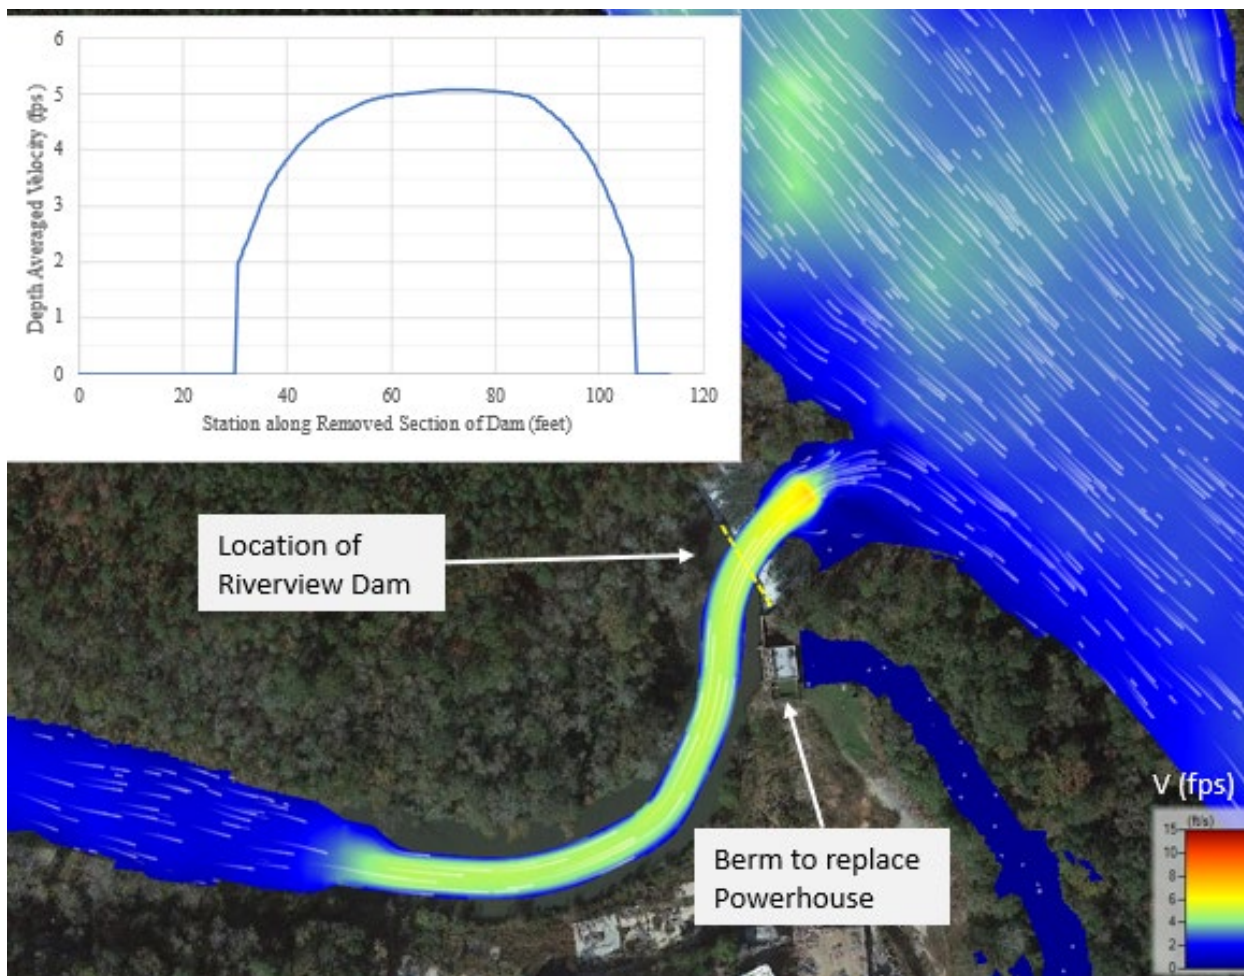 6
5
4
3
2
1
0
Depth Averaged Velocity (fps)
0 20 40 60 80 100 120
Station along Removed Section of Dam (feet)
Location of
Riverview Dam
Berm to replace
Powerhouse
V (fps)
(ft/s)
15
10
8
6
4
2
0